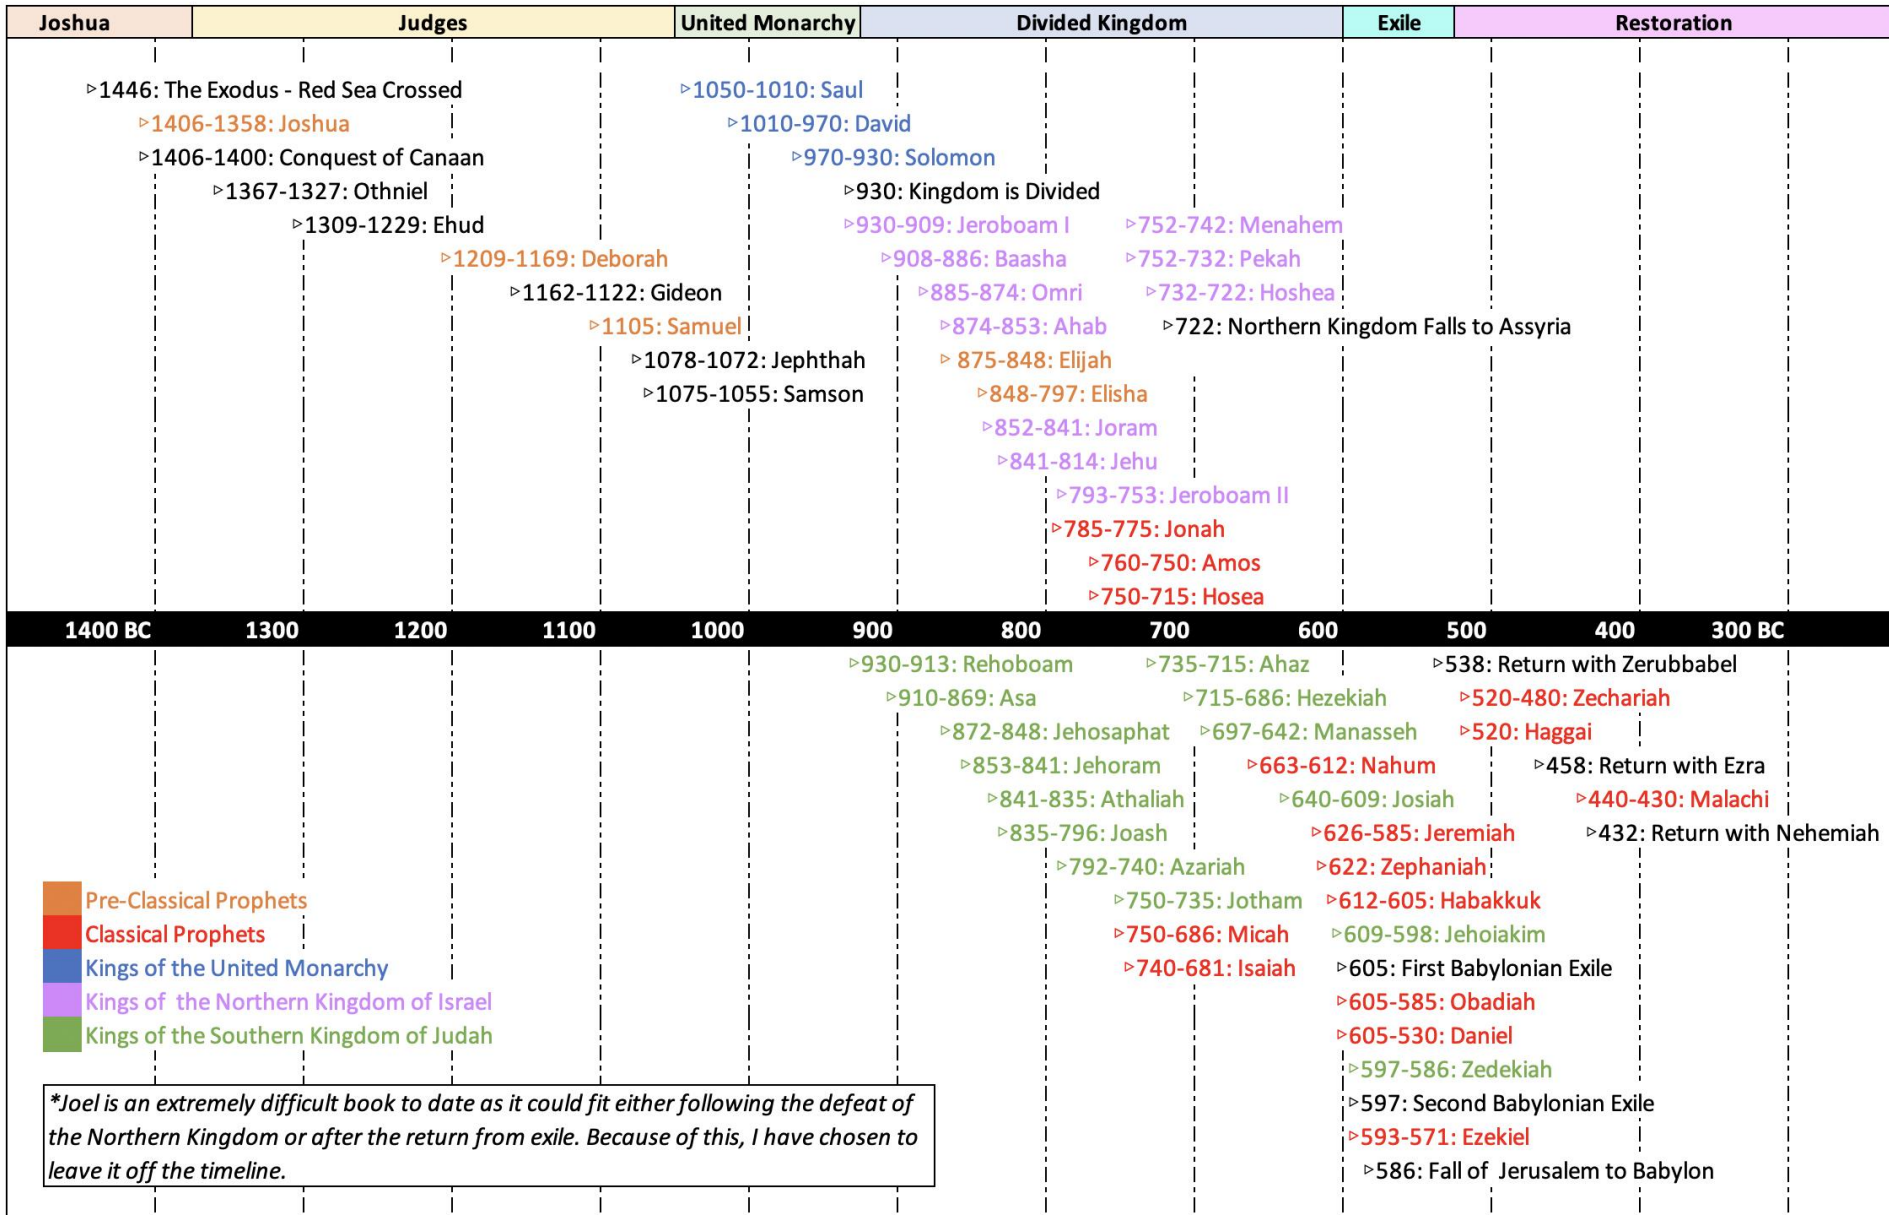 Joshua
Judges
United Monarchy
Divided Kingdom
Exile
Restoration
▷1446: The Exodus - Red Sea Crossed
▷1406-1358: Joshua
▷1406-1400: Conquest of Canaan
▷1367-1327: Othniel
▷1309-1229: Ehud
▷1209-1169: Deborah
▷1162-1122: Gideon
▷1105: Samuel
▷1078-1072: Jephthah
▷1075-1055: Samson
▷1050-1010: Saul
▷1010-970: David
▷970-930: Solomon
▷930: Kingdom is Divided
▷930-909: Jeroboam I
▷908-886: Baasha
▷885-874: Omri
▷874-853: Ahab
▷ 875-848: Elijah
▷848-797: Elisha
▷852-841: Joram
▷841-814: Jehu
▷793-753: Jeroboam II
▷785-775: Jonah
▷760-750: Amos
▷750-715: Hosea
▷752-742: Menahem
▷752-732: Pekah
▷732-722: Hoshea
▷722: Northern Kingdom Falls to Assyria
1400 BC
1300
1200
1100
1000
900
800
700
600
500
400
300 BC
▷930-913: Rehoboam
▷910-869: Asa
▷872-848: Jehosaphat
▷853-841: Jehoram
▷841-835: Athaliah
▷835-796: Joash
▷792-740: Azariah
▷750-735: Jotham
▷750-686: Micah
▷740-681: Isaiah
▷735-715: Ahaz
▷715-686: Hezekiah
▷697-642: Manasseh
▷663-612: Nahum
▷640-609: Josiah
▷626-585: Jeremiah
▷622: Zephaniah
▷612-605: Habakkuk
▷609-598: Jehoiakim
▷605: First Babylonian Exile
▷605-585: Obadiah
▷605-530: Daniel
▷597-586: Zedekiah
▷597: Second Babylonian Exile
▷593-571: Ezekiel
▷586: Fall of  Jerusalem to Babylon
▷538: Return with Zerubbabel
▷520-480: Zechariah
▷520: Haggai
▷458: Return with Ezra
▷440-430: Malachi
▷432: Return with Nehemiah
Pre-Classical Prophets
Classical Prophets
Kings of the United Monarchy
Kings of  the Northern Kingdom of Israel
Kings of the Southern Kingdom of Judah
*Joel is an extremely difficult book to date as it could fit either following the defeat of
the Northern Kingdom or after the return from exile. Because of this, I have chosen to
leave it off the timeline.